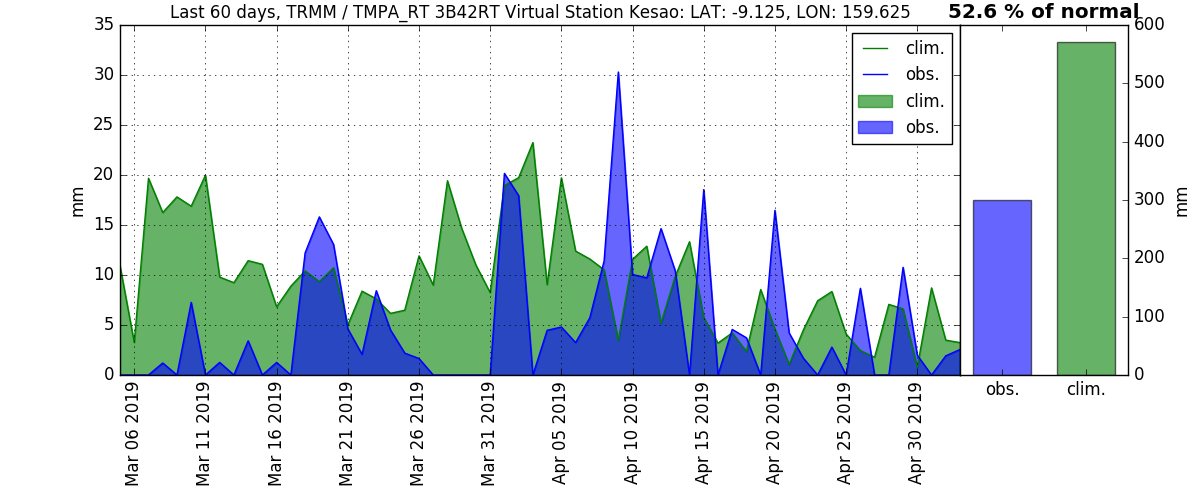 Last 60 days, TRMM / TMPA_RT 3B42RT Virtual Station Kesao: LAT: -9.125, LON: 159.625
52.6 % of normal
35
30
25
20
15
10
5
0
mm
clim.
obs.
clim.
obs.
600
500
400
300
200
100
0
mm
Mar 06 2019
Mar 11 2019
Mar 16 2019
Mar 21 2019
Mar 26 2019
Mar 31 2019
Apr 05 2019
Apr 10 2019
Apr 15 2019
Apr 20 2019
Apr 25 2019
Apr 30 2019
obs.
clim.